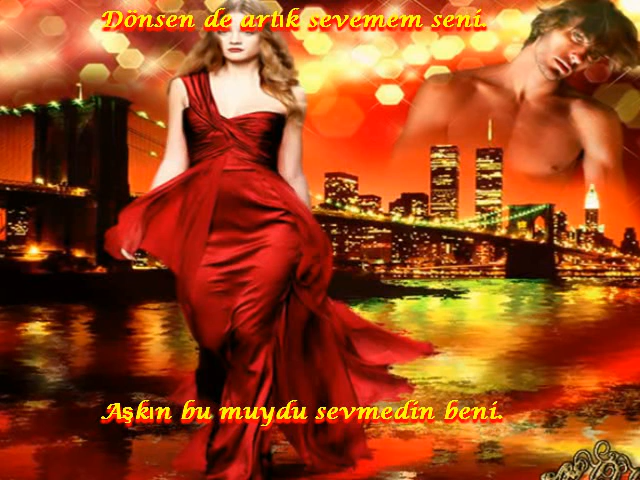 Dönsen de artık sevemem seni.
Aşkın bu muydu sevmedin beni.